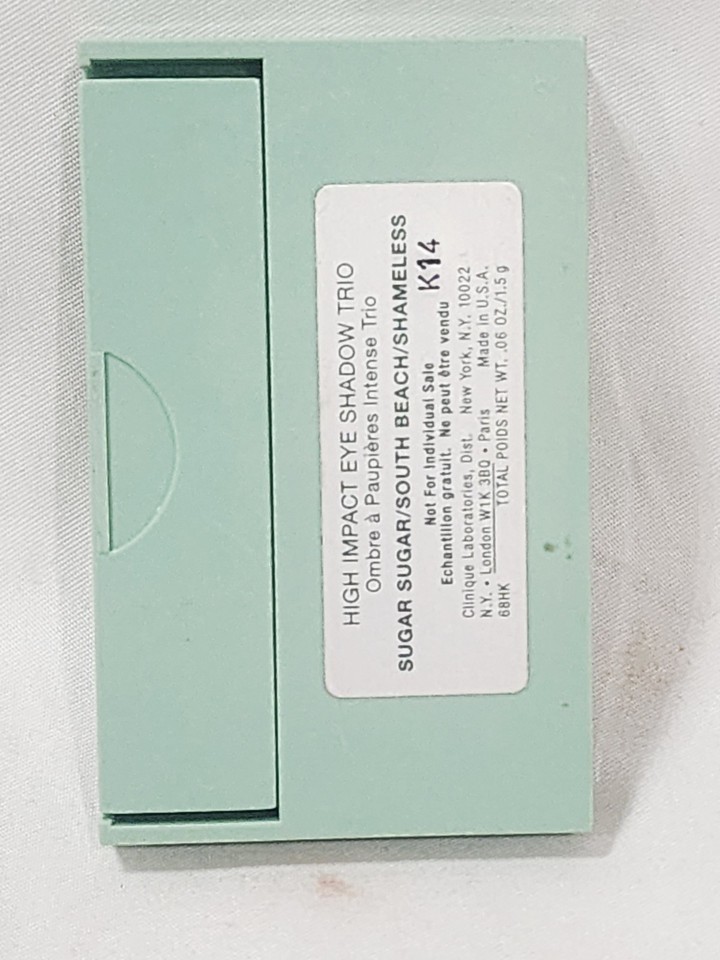 HIGH IMPACT EYE SHADOW TRIO
Ombre à Paupières Intense Trio
SUGAR SUGAR/SOUTH BEACH/SHAMELESS
Not For Individual Sale
Echantillon gratuit. Ne peut être vendu K14
Clinique Laboratories, Dist. New York, N.Y. 10022
N.Y. • London W1K 3BQ • Paris Made in U.S.A.
68HK TOTAL POIDS NET WT. .06 OZ./1.5 g